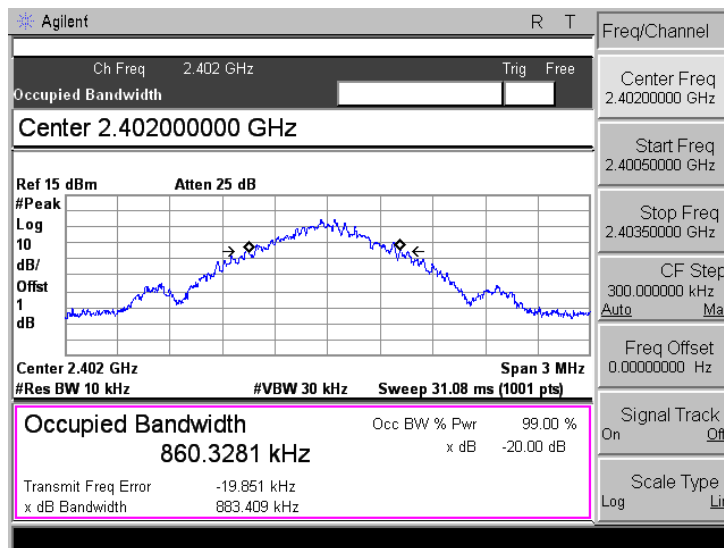 Agilent R T
Ch Freq 2.402 GHz Trig Free
Occupied Bandwidth
Center 2.402000000 GHz
Ref 15 dBm Atten 25 dB
#Peak
Log
10
dB/
Offst
1
dB
Center 2.402 GHz Span 3 MHz
#Res BW 10 kHz #VBW 30 kHz Sweep 31.08 ms (1001 pts)
Occupied Bandwidth
860.3281 kHz
Occ BW % Pwr 99.00 %
x dB -20.00 dB
Transmit Freq Error -19.851 kHz
x dB Bandwidth 883.409 kHz
Freq/Channel
Center Freq
2.40200000 GHz
Start Freq
2.40050000 GHz
Stop Freq
2.40350000 GHz
CF Step
300.000000 kHz
Auto Ma
Freq Offset
0.00000000 Hz
Signal Track
On Off
Scale Type
Log Lin